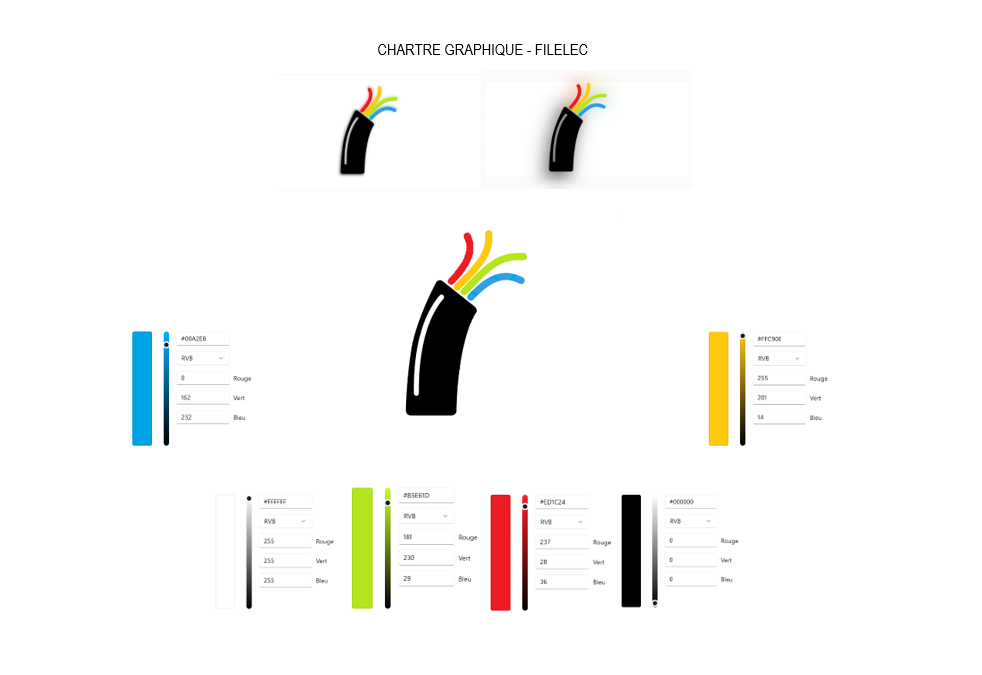 CHARTRE GRAPHIQUE - FILELEC
#00A2E8
RVB
0 Rouge
162 Vert
232 Bleu
#FFC90E
RVB
255 Rouge
201 Vert
14 Bleu
#FFFFFF
RVB
255 Rouge
255 Vert
255 Bleu
#B5E61D
RVB
181 Rouge
230 Vert
29 Bleu
#ED1C24
RVB
237 Rouge
28 Vert
36 Bleu
#000000
RVB
0 Rouge
0 Vert
0 Bleu